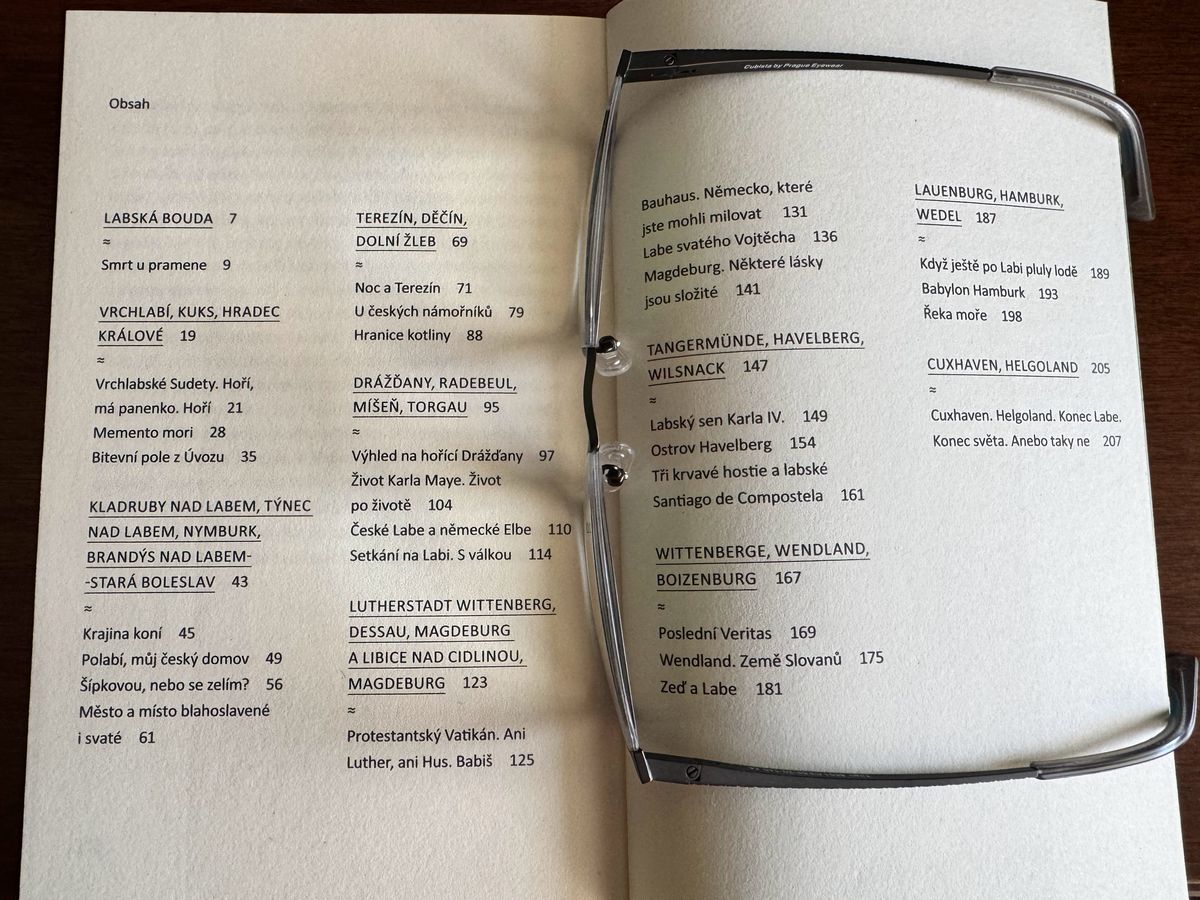 Obsah
LABSKÁ BOUDA 7
≈
Smrt u pramene 9
VRCHLABÍ, KUKS, HRADEC
KRÁLOVÉ 19
≈
Vrchlabské Sudety. Hoří,
má panenko. Hoří 21
Memento mori 28
Bitevní pole z Úvozu 35
KLADRUBY NAD LABEM, TÝNEC
NAD LABEM, NYMBURK,
BRANDÝS NAD LABEM-
-STARÁ BOLESLAV 43
≈
Krajina koní 45
Polabí, můj český domov 49
Šípkovou, nebo se zelím? 56
Město a místo blahoslavené
i svaté 61
TEREZÍN, DĚČÍN,
DOLNÍ ŽLEB 69
≈
Noc a Terezín 71
U českých námořníků 79
Hranice kotliny 88
DRÁŽĎANY, RADEBEUL,
MÍŠEŇ, TORGAU 95
≈
Výhled na hořící Drážďany 97
Život Karla Maye. Život
po životě 104
České Labe a německé Elbe 110
Setkání na Labi. S válkou 114
LUTHERSTADT WITTENBERG,
DESSAU, MAGDEBURG
A LIBICE NAD CIDLINOU,
MAGDEBURG 123
≈
Protestantský Vatikán. Ani
Luther, ani Hus. Babiš 125
Bauhaus. Německo, které
jste mohli milovat 131
Labe svatého Vojtěcha 136
Magdeburg. Některé lásky
jsou složité 141
TANGERMÜNDE, HAVELBERG,
WILSNACK 147
≈
Labský sen Karla IV. 149
Ostrov Havelberg 154
Tři krvavé hostie a labské
Santiago de Compostela 161
WITTENBERGE, WENDLAND,
BOIZENBURG 167
≈
Poslední Veritas 169
Wendland. Země Slovanů 175
Zeď a Labe 181
LAUENBURG, HAMBURK,
WEDEL 187
≈
Když ještě po Labi pluly lodě 189
Babylon Hamburk 193
Řeka moře 198
CUXHAVEN, HELGOLAND 205
≈
Cuxhaven. Helgoland. Konec Labe.
Konec světa. Anebo taky ne 207
Cubista by Prague Eyewear